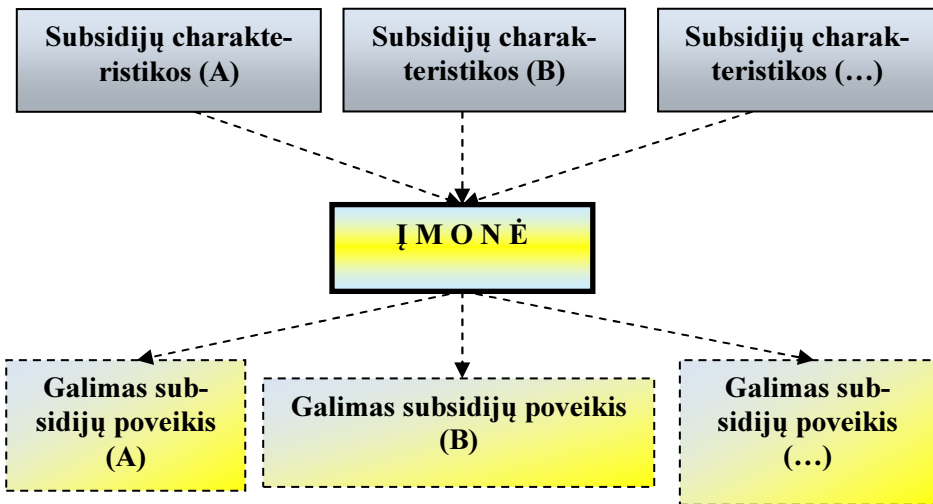 Subsidijų charakte-
ristikos (A)
Subsidijų charak-
teristikos (B)
Subsidijų charak-
teristikos (…)
Į M O N Ė
Galimas sub-
sidijų poveikis
(A)
Galimas subsidijų poveikis
(B)
Galimas sub-
sidijų poveikis
(…)